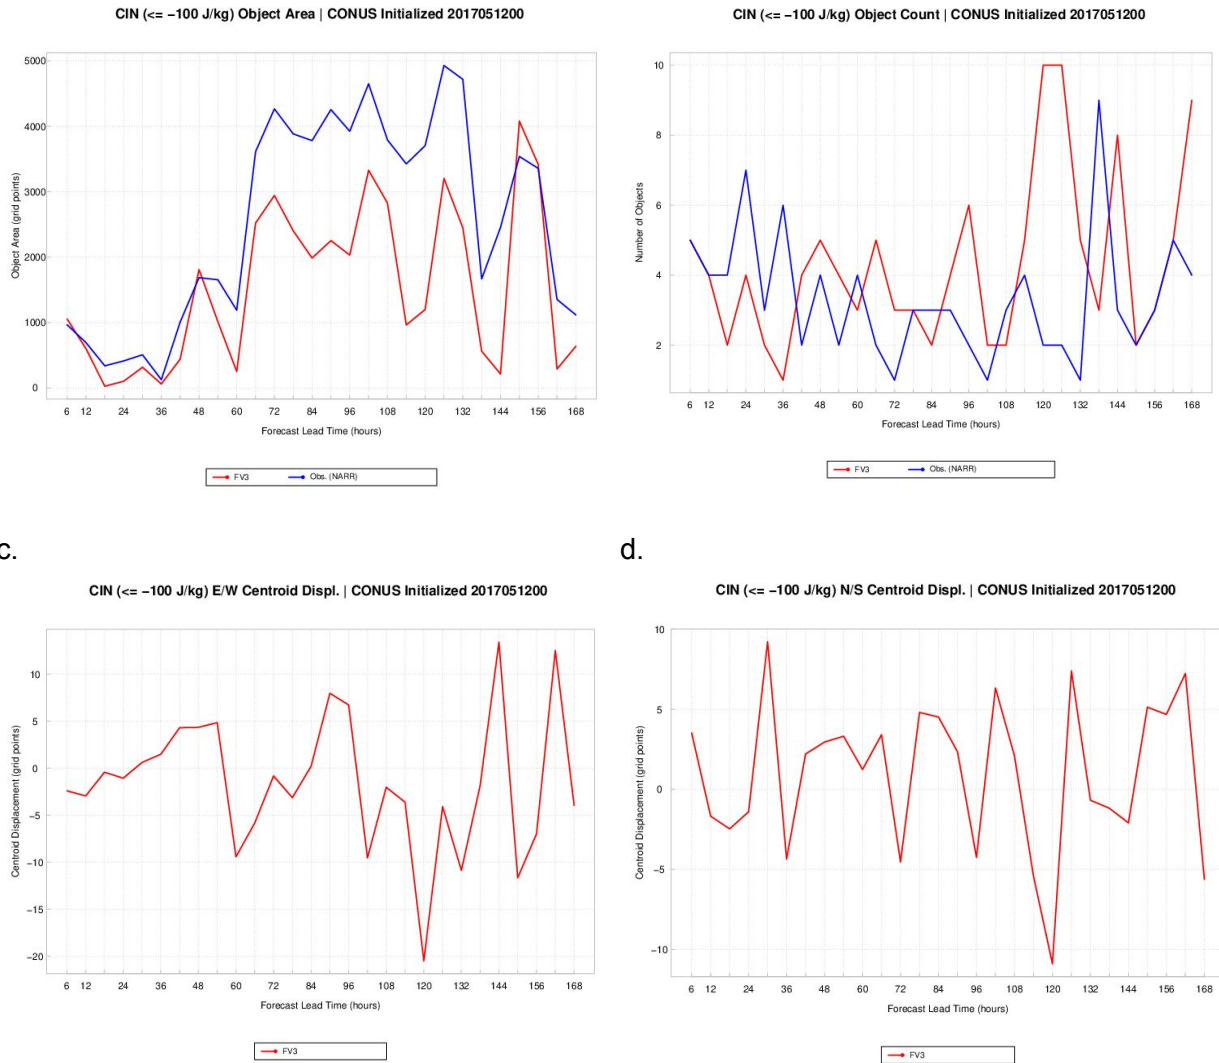 CIN (<= −100 J/kg) Object Area | CONUS Initialized 2017051200
Object Area (grid points)
5000
4000
3000
2000
1000
0
6 12 24 36 48 60 72 84 96 108 120 132 144 156 168
Forecast Lead Time (hours)
FV3 Obs. (NARR)
CIN (<= −100 J/kg) Object Count | CONUS Initialized 2017051200
Number of Objects
10
8
6
4
2
6 12 24 36 48 60 72 84 96 108 120 132 144 156 168
Forecast Lead Time (hours)
FV3 Obs. (NARR)
c.
CIN (<= −100 J/kg) E/W Centroid Displ. | CONUS Initialized 2017051200
Centroid Displacement (grid points)
10
5
0
−5
−10
−15
−20
6 12 24 36 48 60 72 84 96 108 120 132 144 156 168
Forecast Lead Time (hours)
FV3
d.
CIN (<= −100 J/kg) N/S Centroid Displ. | CONUS Initialized 2017051200
Centroid Displacement (grid points)
10
5
0
−5
−10
6 12 24 36 48 60 72 84 96 108 120 132 144 156 168
Forecast Lead Time (hours)
FV3